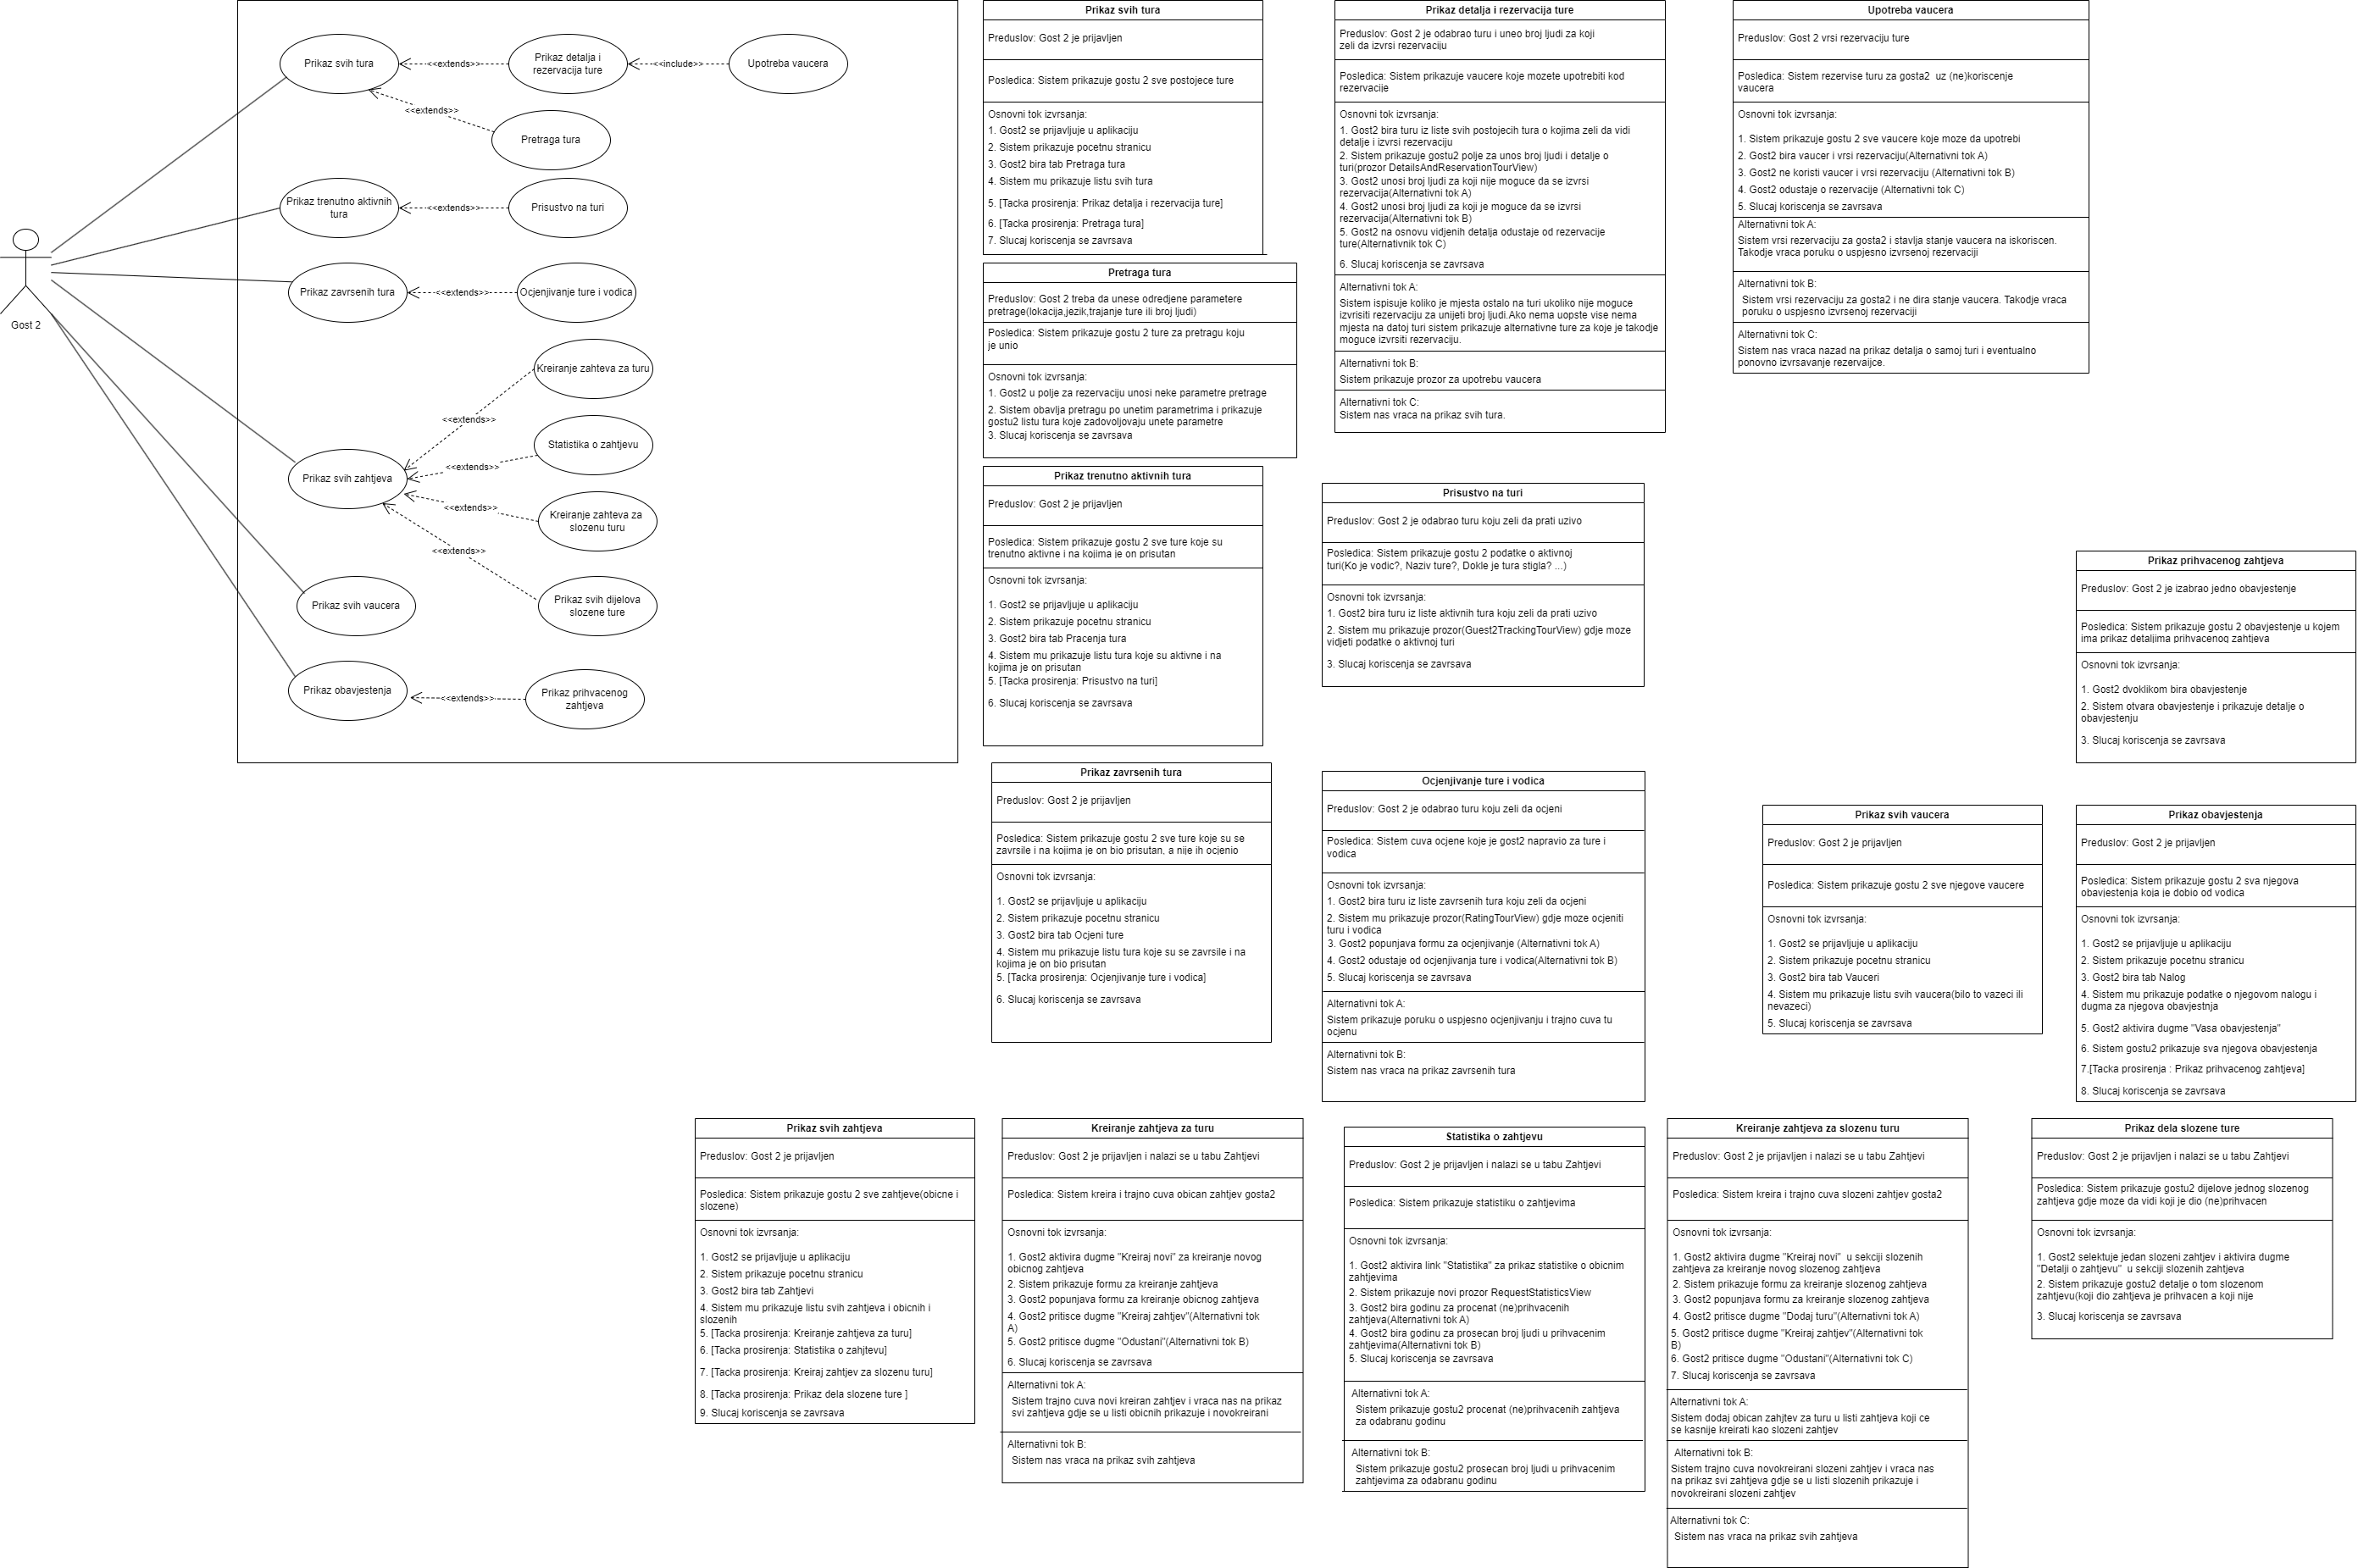 Gost 2
Prikaz svih tura
<<extends>>
Prikaz detalja i
rezervacija ture
<<include>>
Upotreba vaucera
<<extends>>
Pretraga tura
Prikaz trenutno aktivnih
tura
<<extends>>
Prisustvo na turi
Prikaz zavrsenih tura
<<extends>>
Ocjenjivanje ture i vodica
Kreiranje zahteva za turu
<<extends>>
Statistika o zahtjevu
<<extends>>
Prikaz svih zahtjeva
Kreiranje zahteva za
slozenu turu
<<extends>>
<<extends>>
Prikaz svih dijelova
slozene ture
Prikaz svih vaucera
Prikaz obavjestenja
<<extends>>
Prikaz prihvacenog
zahtjeva
Prikaz svih tura
Preduslov: Gost 2 je prijavljen
Posledica: Sistem prikazuje gostu 2 sve postojece ture
Osnovni tok izvrsanja:
1. Gost2 se prijavljuje u aplikaciju
2. Sistem prikazuje pocetnu stranicu
3. Gost2 bira tab Pretraga tura
4. Sistem mu prikazuje listu svih tura
5. [Tacka prosirenja: Prikaz detalja i rezervacija ture]
6. [Tacka prosirenja: Pretraga tura]
7. Slucaj koriscenja se zavrsava
Prikaz detalja i rezervacija ture
Preduslov: Gost 2 je odabrao turu i uneo broj ljudi za koji
zeli da izvrsi rezervaciju
Posledica: Sistem prikazuje vaucere koje mozete upotrebiti kod
rezervacije
Osnovni tok izvrsanja:
1. Gost2 bira turu iz liste svih postojecih tura o kojima zeli da vidi
detalje i izvrsi rezervaciju
2. Sistem prikazuje gostu2 polje za unos broj ljudi i detalje o
turi(prozor DetailsAndReservationTourView)
3. Gost2 unosi broj ljudi za koji nije moguce da se izvrsi
rezervacija(Alternativni tok A)
4. Gost2 unosi broj ljudi za koji je moguce da se izvrsi
rezervacija(Alternativni tok B)
5. Gost2 na osnovu vidjenih detalja odustaje od rezervacije
ture(Alternativnik tok C)
6. Slucaj koriscenja se zavrsava
Alternativni tok A:
Sistem ispisuje koliko je mjesta ostalo na turi ukoliko nije moguce
izvrisiti rezervaciju za unijeti broj ljudi.Ako nema uopste vise nema
mjesta na datoj turi sistem prikazuje alternativne ture za koje je takodje
moguce izvrsiti rezervaciju.
Alternativni tok B:
Sistem prikazuje prozor za upotrebu vaucera
Alternativni tok C:
Sistem nas vraca na prikaz svih tura.
Upotreba vaucera
Preduslov: Gost 2 vrsi rezervaciju ture
Posledica: Sistem rezervise turu za gosta2 uz (ne)koriscenje
vaucera
Osnovni tok izvrsanja:
1. Sistem prikazuje gostu 2 sve vaucere koje moze da upotrebi
2. Gost2 bira vaucer i vrsi rezervaciju(Alternativni tok A)
3. Gost2 ne koristi vaucer i vrsi rezervaciju (Alternativni tok B)
4. Gost2 odustaje o rezervacije (Alternativni tok C)
5. Slucaj koriscenja se zavrsava
Alternativni tok A:
Sistem vrsi rezervaciju za gosta2 i stavlja stanje vaucera na iskoriscen.
Takodje vraca poruku o uspjesno izvrsenoj rezervaciji
Alternativni tok B:
Sistem vrsi rezervaciju za gosta2 i ne dira stanje vaucera. Takodje vraca
poruku o uspjesno izvrsenoj rezervaciji
Alternativni tok C:
Sistem nas vraca nazad na prikaz detalja o samoj turi i eventualno
ponovno izvrsavanje rezervaijce.
Pretraga tura
Preduslov: Gost 2 treba da unese odredjene parametere
pretrage(lokacija,jezik,trajanje ture ili broj ljudi)
Posledica: Sistem prikazuje gostu 2 ture za pretragu koju
je unio
Osnovni tok izvrsanja:
1. Gost2 u polje za rezervaciju unosi neke parametre pretrage
2. Sistem obavlja pretragu po unetim parametrima i prikazuje
gostu2 listu tura koje zadovoljovaju unete parametre
3. Slucaj koriscenja se zavrsava
Prikaz trenutno aktivnih tura
Preduslov: Gost 2 je prijavljen
Posledica: Sistem prikazuje gostu 2 sve ture koje su
trenutno aktivne i na kojima je on prisutan
Osnovni tok izvrsanja:
1. Gost2 se prijavljuje u aplikaciju
2. Sistem prikazuje pocetnu stranicu
3. Gost2 bira tab Pracenja tura
4. Sistem mu prikazuje listu tura koje su aktivne i na
kojima je on prisutan
5. [Tacka prosirenja: Prisustvo na turi]
6. Slucaj koriscenja se zavrsava
Prisustvo na turi
Preduslov: Gost 2 je odabrao turu koju zeli da prati uzivo
Posledica: Sistem prikazuje gostu 2 podatke o aktivnoj
turi(Ko je vodic?, Naziv ture?, Dokle je tura stigla? ...)
Osnovni tok izvrsanja:
1. Gost2 bira turu iz liste aktivnih tura koju zeli da prati uzivo
2. Sistem mu prikazuje prozor(Guest2TrackingTourView) gdje moze
vidjeti podatke o aktivnoj turi
3. Slucaj koriscenja se zavrsava
Prikaz prihvacenog zahtjeva
Preduslov: Gost 2 je izabrao jedno obavjestenje
Posledica: Sistem prikazuje gostu 2 obavjestenje u kojem
ima prikaz detaljima prihvacenog zahtjeva
Osnovni tok izvrsanja:
1. Gost2 dvoklikom bira obavjestenje
2. Sistem otvara obavjestenje i prikazuje detalje o
obavjestenju
3. Slucaj koriscenja se zavrsava
Prikaz zavrsenih tura
Preduslov: Gost 2 je prijavljen
Posledica: Sistem prikazuje gostu 2 sve ture koje su se
zavrsile i na kojima je on bio prisutan, a nije ih ocjenio
Osnovni tok izvrsanja:
1. Gost2 se prijavljuje u aplikaciju
2. Sistem prikazuje pocetnu stranicu
3. Gost2 bira tab Ocjeni ture
4. Sistem mu prikazuje listu tura koje su se zavrsile i na
kojima je on bio prisutan
5. [Tacka prosirenja: Ocjenjivanje ture i vodica]
6. Slucaj koriscenja se zavrsava
Ocjenjivanje ture i vodica
Preduslov: Gost 2 je odabrao turu koju zeli da ocjeni
Posledica: Sistem cuva ocjene koje je gost2 napravio za ture i
vodica
Osnovni tok izvrsanja:
1. Gost2 bira turu iz liste zavrsenih tura koju zeli da ocjeni
2. Sistem mu prikazuje prozor(RatingTourView) gdje moze ocjeniti
turu i vodica
3. Gost2 popunjava formu za ocjenjivanje (Alternativni tok A)
4. Gost2 odustaje od ocjenjivanja ture i vodica(Alternativni tok B)
5. Slucaj koriscenja se zavrsava
Alternativni tok A:
Sistem prikazuje poruku o uspjesno ocjenjivanju i trajno cuva tu
ocjenu
Alternativni tok B:
Sistem nas vraca na prikaz zavrsenih tura
Prikaz svih vaucera
Preduslov: Gost 2 je prijavljen
Posledica: Sistem prikazuje gostu 2 sve njegove vaucere
Osnovni tok izvrsanja:
1. Gost2 se prijavljuje u aplikaciju
2. Sistem prikazuje pocetnu stranicu
3. Gost2 bira tab Vauceri
4. Sistem mu prikazuje listu svih vaucera(bilo to vazeci ili
nevazeci)
5. Slucaj koriscenja se zavrsava
Prikaz obavjestenja
Preduslov: Gost 2 je prijavljen
Posledica: Sistem prikazuje gostu 2 sva njegova
obavjestenja koja je dobio od vodica
Osnovni tok izvrsanja:
1. Gost2 se prijavljuje u aplikaciju
2. Sistem prikazuje pocetnu stranicu
3. Gost2 bira tab Nalog
4. Sistem mu prikazuje podatke o njegovom nalogu i
dugma za njegova obavjestnja
5. Gost2 aktivira dugme "Vasa obavjestenja"
6. Sistem gostu2 prikazuje sva njegova obavjestenja
7.[Tacka prosirenja : Prikaz prihvacenog zahtjeva]
8. Slucaj koriscenja se zavrsava
Prikaz svih zahtjeva
Preduslov: Gost 2 je prijavljen
Posledica: Sistem prikazuje gostu 2 sve zahtjeve(obicne i
slozene)
Osnovni tok izvrsanja:
1. Gost2 se prijavljuje u aplikaciju
2. Sistem prikazuje pocetnu stranicu
3. Gost2 bira tab Zahtjevi
4. Sistem mu prikazuje listu svih zahtjeva i obicnih i
slozenih
5. [Tacka prosirenja: Kreiranje zahtjeva za turu]
6. [Tacka prosirenja: Statistika o zahjtevu]
7. [Tacka prosirenja: Kreiraj zahtjev za slozenu turu]
8. [Tacka prosirenja: Prikaz dela slozene ture ]
9. Slucaj koriscenja se zavrsava
Kreiranje zahtjeva za turu
Preduslov: Gost 2 je prijavljen i nalazi se u tabu Zahtjevi
Posledica: Sistem kreira i trajno cuva obican zahtjev gosta2
Osnovni tok izvrsanja:
1. Gost2 aktivira dugme "Kreiraj novi" za kreiranje novog
obicnog zahtjeva
2. Sistem prikazuje formu za kreiranje zahtjeva
3. Gost2 popunjava formu za kreiranje obicnog zahtjeva
4. Gost2 pritisce dugme "Kreiraj zahtjev"(Alternativni tok
A)
5. Gost2 pritisce dugme "Odustani"(Alternativni tok B)
6. Slucaj koriscenja se zavrsava
Alternativni tok A:
Sistem trajno cuva novi kreiran zahtjev i vraca nas na prikaz
svi zahtjeva gdje se u listi obicnih prikazuje i novokreirani
Alternativni tok B:
Sistem nas vraca na prikaz svih zahtjeva
Statistika o zahtjevu
Preduslov: Gost 2 je prijavljen i nalazi se u tabu Zahtjevi
Posledica: Sistem prikazuje statistiku o zahtjevima
Osnovni tok izvrsanja:
1. Gost2 aktivira link "Statistika" za prikaz statistike o obicnim
zahtjevima
2. Sistem prikazuje novi prozor RequestStatisticsView
3. Gost2 bira godinu za procenat (ne)prihvacenih
zahtjeva(Alternativni tok A)
4. Gost2 bira godinu za prosecan broj ljudi u prihvacenim
zahtjevima(Alternativni tok B)
5. Slucaj koriscenja se zavrsava
Alternativni tok A:
Sistem prikazuje gostu2 procenat (ne)prihvacenih zahtjeva
za odabranu godinu
Alternativni tok B:
Sistem prikazuje gostu2 prosecan broj ljudi u prihvacenim
zahtjevima za odabranu godinu
Kreiranje zahtjeva za slozenu turu
Preduslov: Gost 2 je prijavljen i nalazi se u tabu Zahtjevi
Posledica: Sistem kreira i trajno cuva slozeni zahtjev gosta2
Osnovni tok izvrsanja:
1. Gost2 aktivira dugme "Kreiraj novi" u sekciji slozenih
zahtjeva za kreiranje novog slozenog zahtjeva
2. Sistem prikazuje formu za kreiranje slozenog zahtjeva
3. Gost2 popunjava formu za kreiranje slozenog zahtjeva
4. Gost2 pritisce dugme "Dodaj turu"(Alternativni tok A)
5. Gost2 pritisce dugme "Kreiraj zahtjev"(Alternativni tok
B)
6. Gost2 pritisce dugme "Odustani"(Alternativni tok C)
7. Slucaj koriscenja se zavrsava
Alternativni tok A:
Sistem dodaj obican zahjtev za turu u listi zahtjeva koji ce
se kasnije kreirati kao slozeni zahtjev
Alternativni tok B:
Sistem trajno cuva novokreirani slozeni zahtjev i vraca nas
na prikaz svi zahtjeva gdje se u listi slozenih prikazuje i
novokreirani slozeni zahtjev
Alternativni tok C:
Sistem nas vraca na prikaz svih zahtjeva
Prikaz dela slozene ture
Preduslov: Gost 2 je prijavljen i nalazi se u tabu Zahtjevi
Posledica: Sistem prikazuje gostu2 dijelove jednog slozenog
zahtjeva gdje moze da vidi koji je dio (ne)prihvacen
Osnovni tok izvrsanja:
1. Gost2 selektuje jedan slozeni zahtjev i aktivira dugme
"Detalji o zahtjevu" u sekciji slozenih zahtjeva
2. Sistem prikazuje gostu2 detalje o tom slozenom
zahtjevu(koji dio zahtjeva je prihvacen a koji nije
3. Slucaj koriscenja se zavrsava